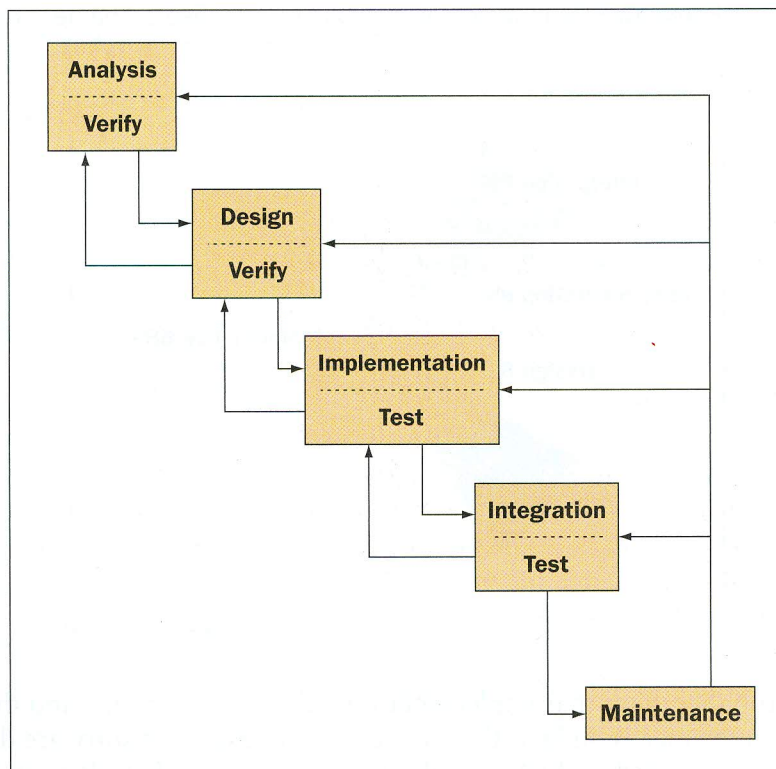 Analysis
Verify
Design
Verify
Implementation
Test
Integration
Test
Maintenance